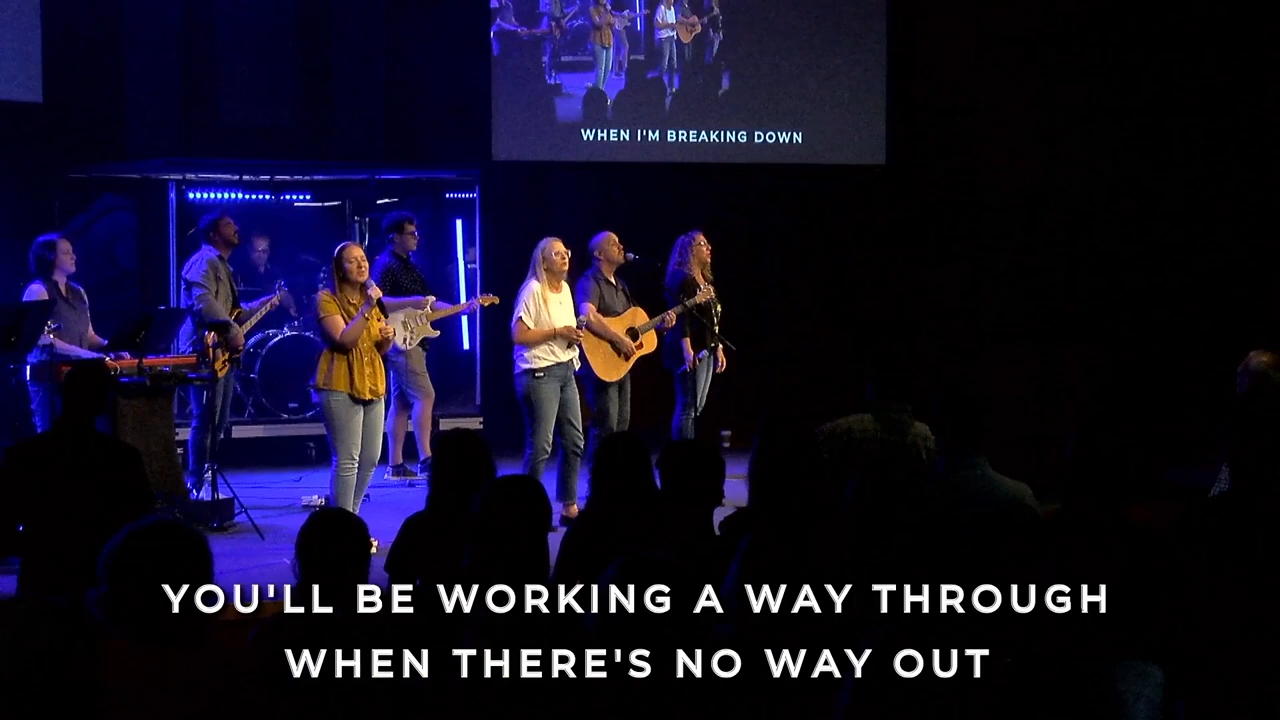 WHEN I'M BREAKING DOWN
YOU'LL BE WORKING A WAY THROUGH
WHEN THERE'S NO WAY OUT